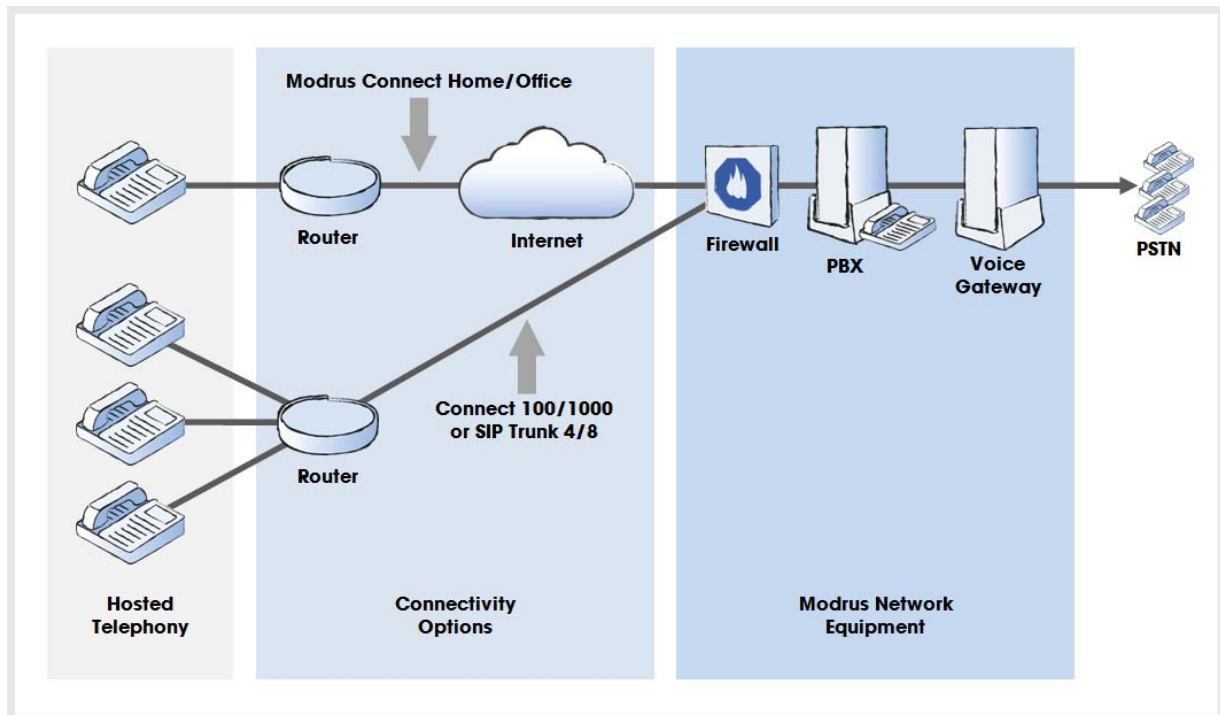 Modrus Connect Home/Office
Router
Internet
Firewall
PBX
Voice
Gateway
PSTN
Connect 100/1000
or SIP Trunk 4/8
Router
Hosted
Telephony
Connectivity
Options
Modrus Network
Equipment